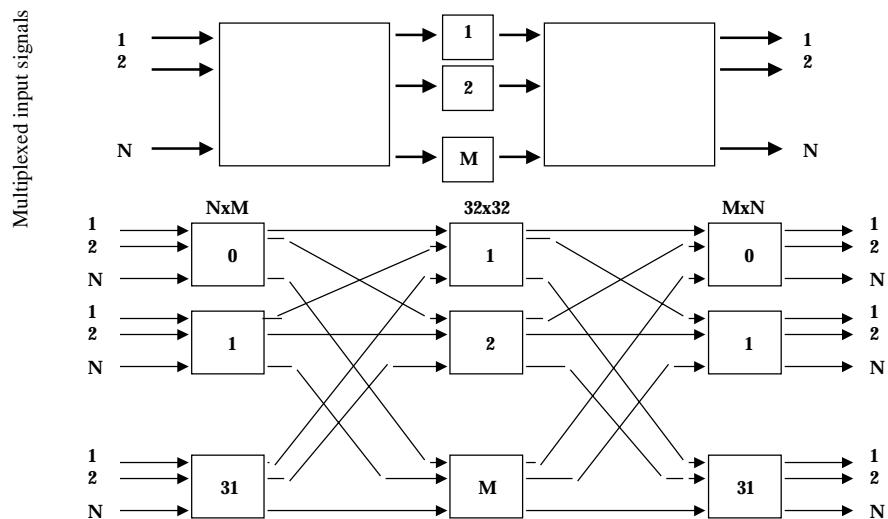 Multiplexed input signals
1 1 1
2 2
2
N M N
NxM 32x32 MxN
1 1
2 0 1 0 2
N N
1 1
2 1 2 1 2
N N
1 1
2 31 M 31 2
N N